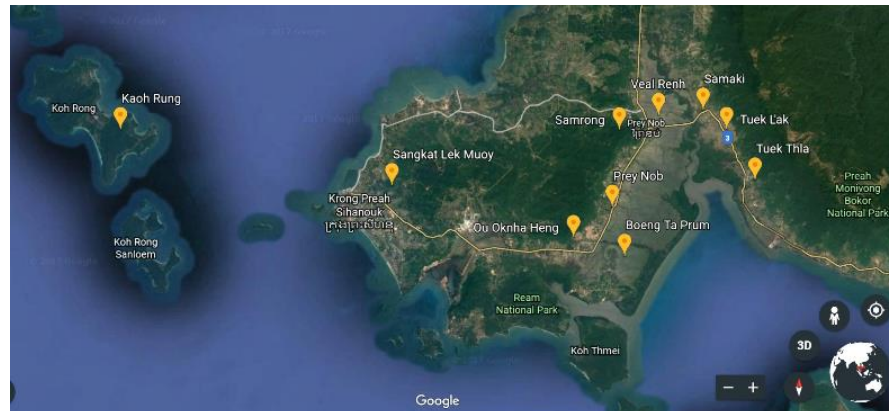 Kaoh Rung
Koh Rong
Koh Rong
Sanloem
Sangkat Lek Muoy
Krong Preah
Sihanouk
ក្រុងព្រះសីហនុ
Ou Oknha Heng
Samrong
Veal Renh
Samaki
Prey Nob
ព្រៃនប់
Tuek L'ak
3
Tuek Thla
Prey Nob
Boeng Ta Prum
Preah
Monivong
Bokor
National Park
Ream
National Park
Koh Thmei
3D
Google